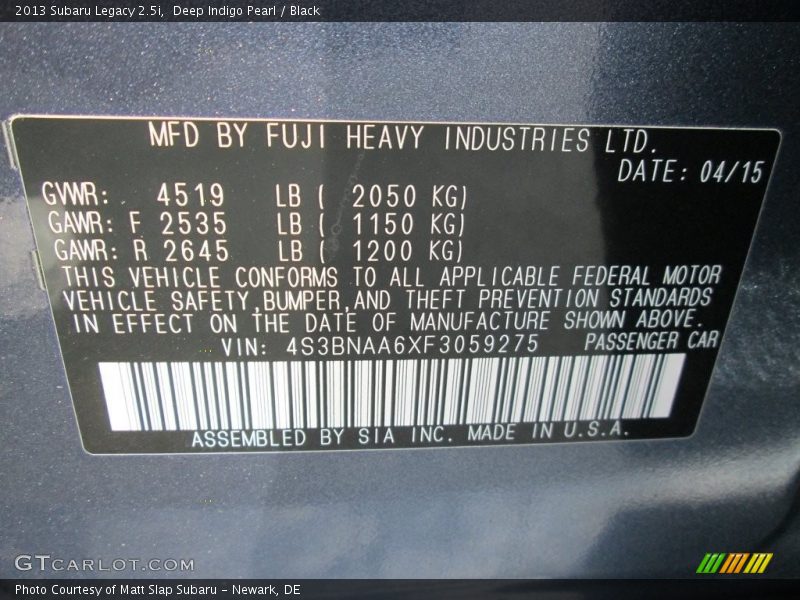 2013 Subaru Legacy 2.5i, Deep Indigo Pearl / Black
MFD BY FUJI HEAVY INDUSTRIES LTD.
DATE: 04/15
GVWR: 4519 LB ( 2050 KG)
GAWR: F 2535 LB ( 1150 KG)
GAWR: R 2645 LB ( 1200 KG)
THIS VEHICLE CONFORMS TO ALL APPLICABLE FEDERAL MOTOR
VEHICLE SAFETY,BUMPER,AND THEFT PREVENTION STANDARDS
IN EFFECT ON THE DATE OF MANUFACTURE SHOWN ABOVE.
VIN: 4S3BNAA6XF3059275 PASSENGER CAR
ASSEMBLED BY SIA INC. MADE IN U.S.A.
GTCARLOT.COM
Photo Courtesy of Matt Slap Subaru - Newark, DE